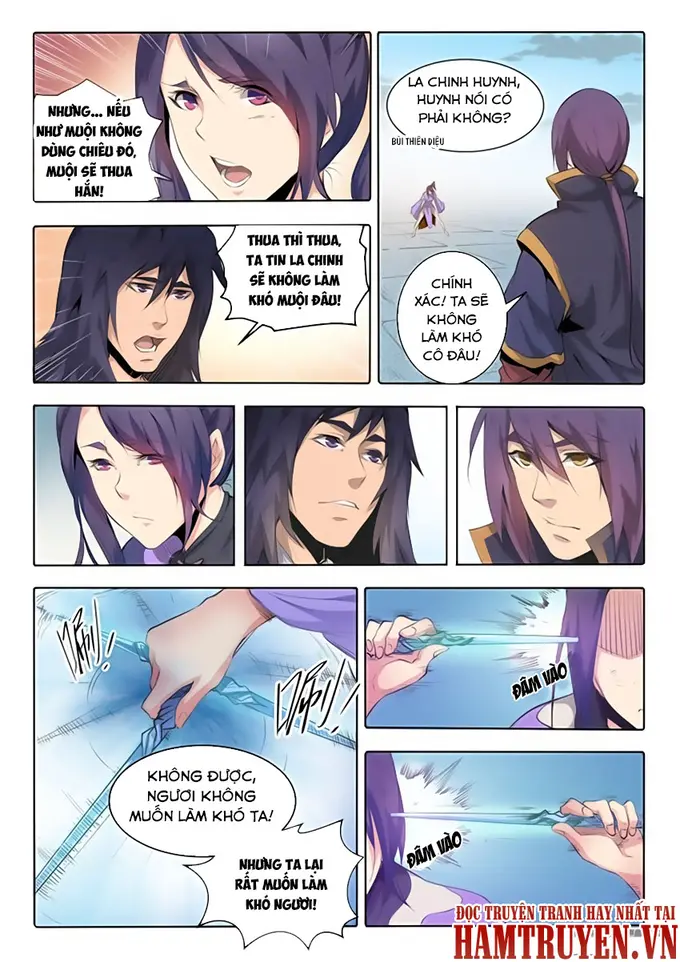 NHƯNG... NẾU
NHƯ MUỘI KHÔNG
DÙNG CHIÊU ĐÓ,
MUỘI SẼ THUA
HẮN!
LA CHINH HUYNH,
HUYNH NÓI CÓ
PHẢI KHÔNG?
BÙI THIÊN DIỆU
THUA THÌ THUA,
TA TIN LA CHINH
SẼ KHÔNG LÀM
KHÓ MUỘI ĐÂU!
CHÍNH
XÁC! TA SẼ
KHÔNG
LÀM KHÓ
CÔ ĐÂU!
KHÔNG ĐƯỢC,
NGƯƠI KHÔNG
MUỐN LÀM KHÓ TA!
NHƯNG TA LẠI
RẤT MUỐN LÀM
KHÓ NGƯƠI!
ĐÂM VÀO
ĐÂM VÀO
ĐỌC TRUYỆN TRANH HAY NHẤT TẠI
HAMTRUYEN.VN